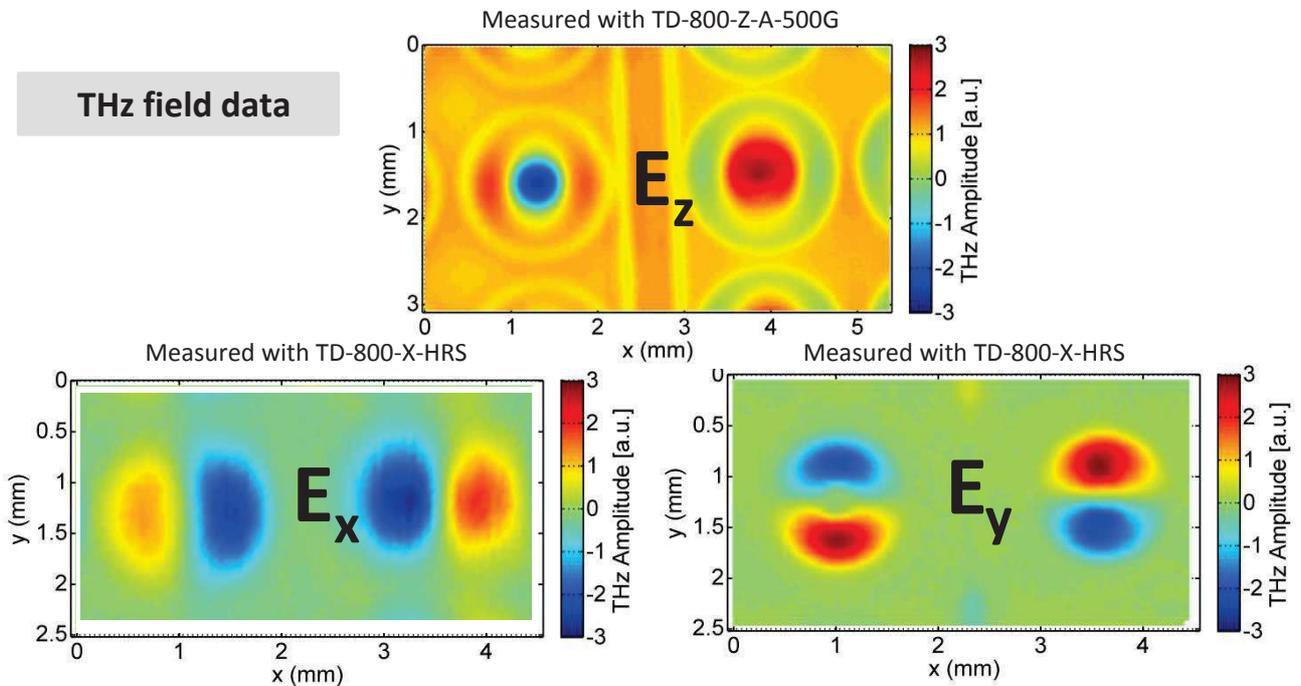 Measured with TD-800-Z-A-500G
THz field data
0
1
2
3
y (mm)
0 1 2 3 4 5
x (mm)
E
z
3
2
1
0
-1
-2
-3
THz Amplitude [a.u.]
Measured with TD-800-X-HRS
0
0.5
1
1.5
2
2.5
y (mm)
0 1 2 3 4
x (mm)
E
x
3
2
1
0
-1
-2
-3
THz Amplitude [a.u.]
Measured with TD-800-X-HRS
0
0.5
1
1.5
2
2.5
y (mm)
0 1 2 3 4
x (mm)
E
y
3
2
1
0
-1
-2
-3
THz Amplitude [a.u.]